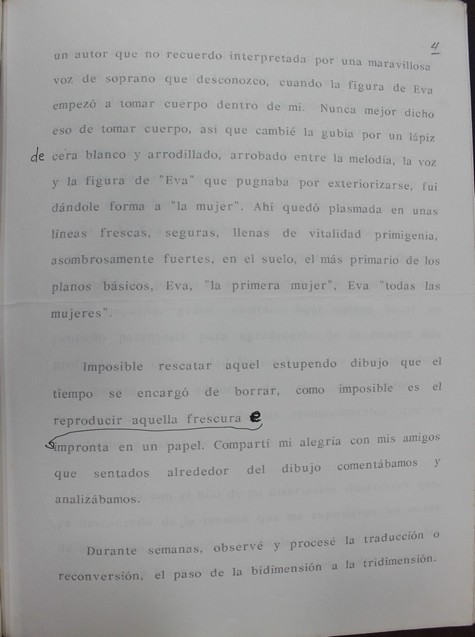 4
un autor que no recuerdo interpretada por una maravillosa
voz de soprano que desconozco, cuando la figura de Eva
empezó a tomar cuerpo dentro de mi. Nunca mejor dicho
eso de tomar cuerpo, asi que cambié la gubia por un lápiz
de cera blanco y arrodillado, arrobado entre la melodia, la voz
y la figura de "Eva" que pugnaba por exteriorizarse, fui
dándole forma a "la mujer". Ahi quedó plasmada en unas
lineas frescas, seguras, llenas de vitalidad primigenia,
asombrosamente fuertes, en el suelo, el más primario de los
planos básicos, Eva, "la primera mujer", Eva "todas las
mujeres".
Imposible rescatar aquel estupendo dibujo que el
tiempo se encargó de borrar, como imposible es el
reproducir aquella frescura e
impronta en un papel. Compartí mi alegria con mis amigos
que sentados alrededor del dibujo comentábamos y
analizábamos.
Durante semanas, observé y procesé la traducción o
reconversión, el paso de la bidimensión a la tridimensión.